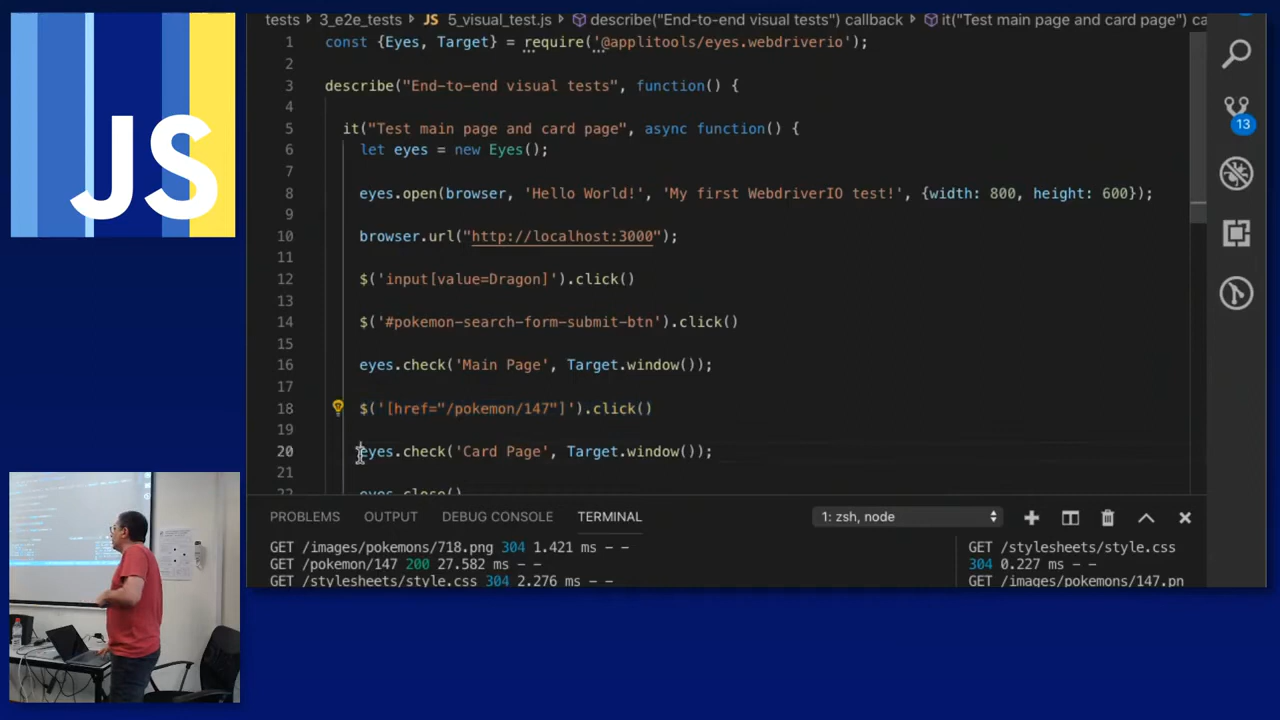 JS
tests > 3_e2e_tests > JS 5_visual_test.js > describe("End-to-end visual tests") callback > it("Test main page and card page") ca
1 const {Eyes, Target} = require('@applitools/eyes.webdriverio');
2
3 describe("End-to-end visual tests", function() {
4
5 it("Test main page and card page", async function() {
6 let eyes = new Eyes();
7
8 eyes.open(browser, 'Hello World!', 'My first WebdriverIO test!', {width: 800, height: 600});
9
10 browser.url("http://localhost:3000");
11
12 $('input[value=Dragon]').click()
13
14 $('#pokemon-search-form-submit-btn').click()
15
16 eyes.check('Main Page', Target.window());
17
18 $('[href="/pokemon/147"]').click()
19
20 eyes.check('Card Page', Target.window());
21
22 eyes.close()
13
PROBLEMS OUTPUT DEBUG CONSOLE TERMINAL 1: zsh, node
GET /images/pokemons/718.png 304 1.421 ms - -
GET /pokemon/147 200 27.582 ms - -
GET /stylesheets/style.css 304 2.276 ms - -
GET /stylesheets/style.css
304 0.227 ms - -
GET /images/pokemons/147.pn